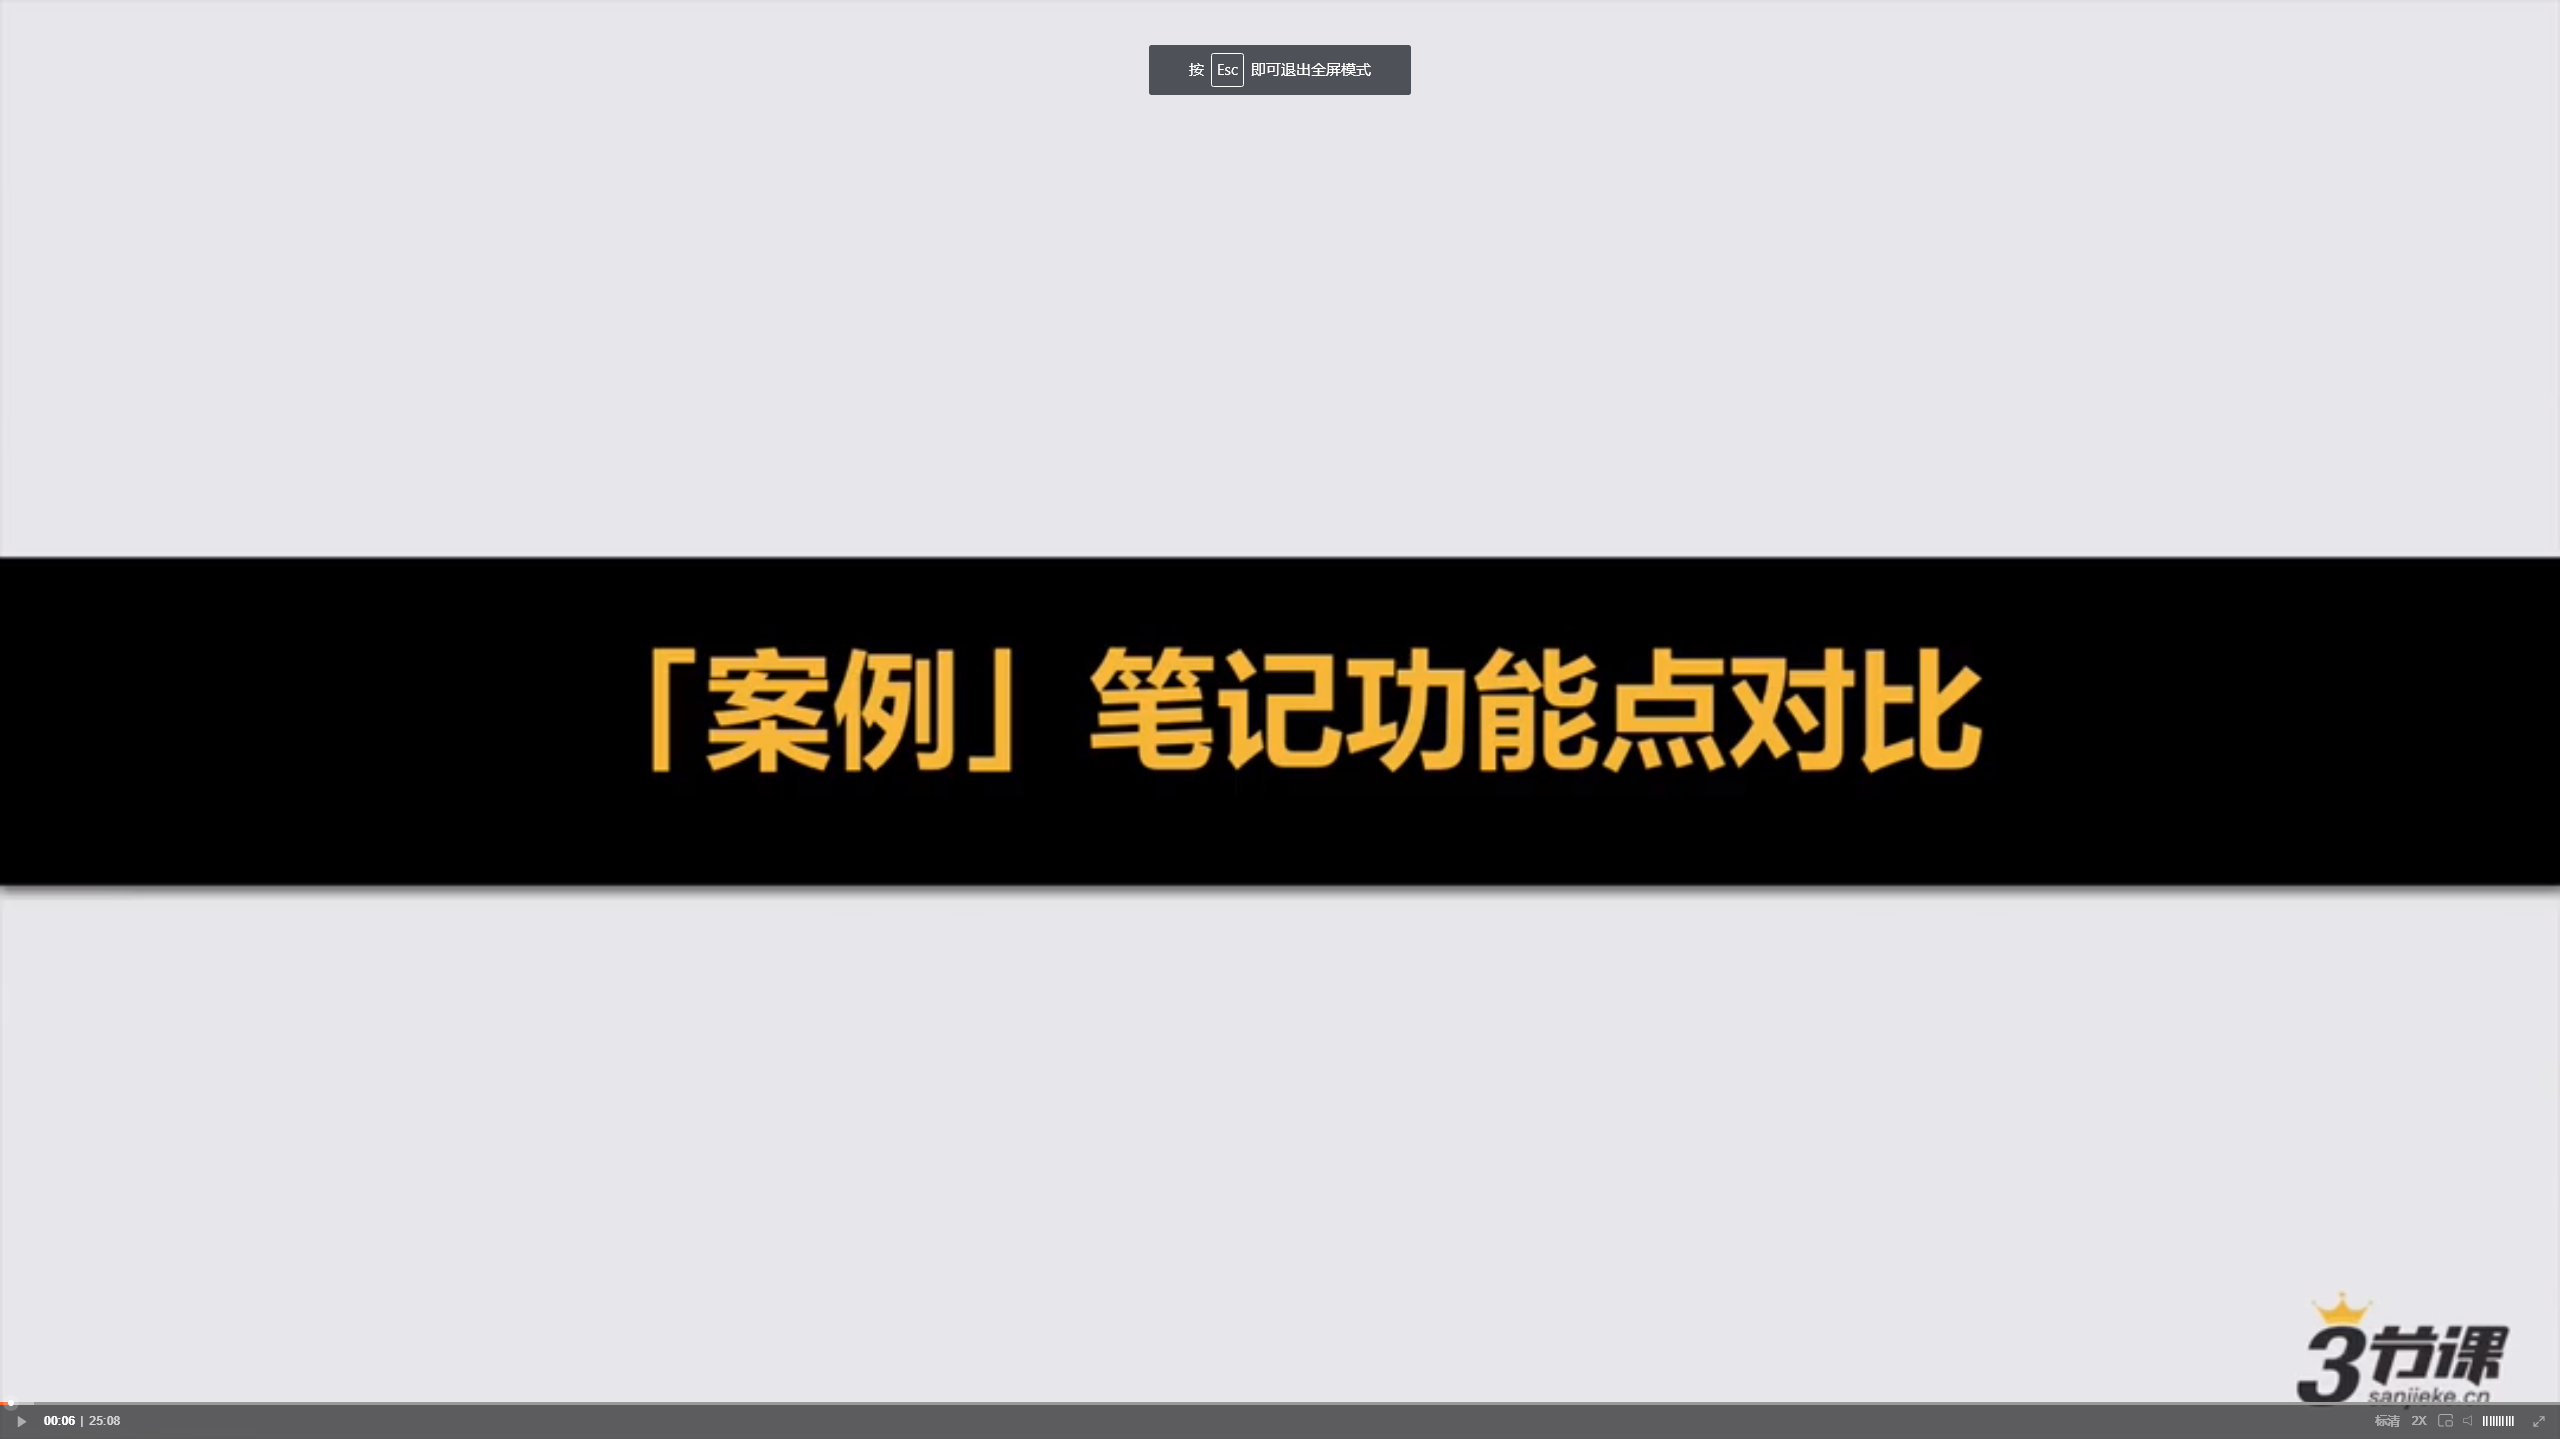 按 Esc 即可退出全屏模式
「案例」笔记功能点对比
3节课
sanjieke.cn
00:06 | 25:08
标清 2X